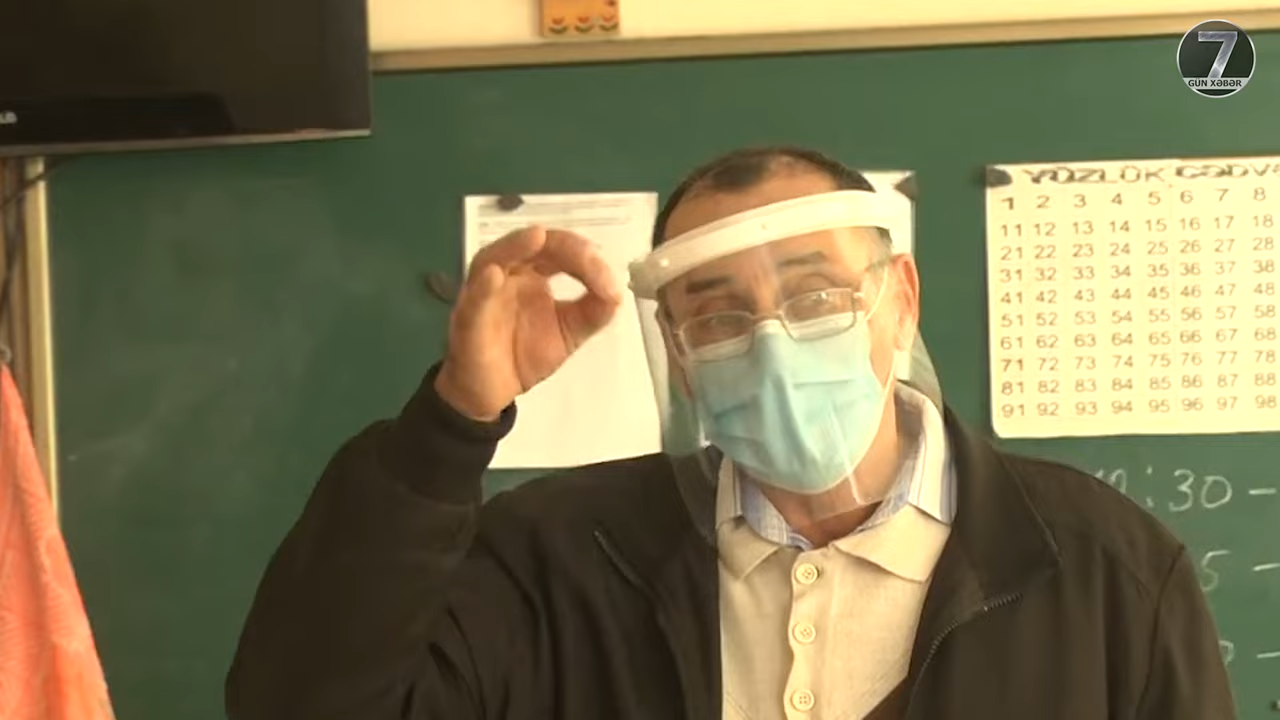 7
GÜN XƏBƏR
YÜZLÜK CƏDVƏ
1 2 3 4 5 6 7 8
11 12 13 14 15 16 17 18
21 22 23 24 25 26 27 28
31 32 33 34 35 36 37 38
41 42 43 44 45 46 47 48
51 52 53 54 55 56 57 58
61 62 63 64 65 66 67 68
71 72 73 74 75 76 77 78
81 82 83 84 85 86 87 88
91 92 93 94 95 96 97 98
:30 –
5 –